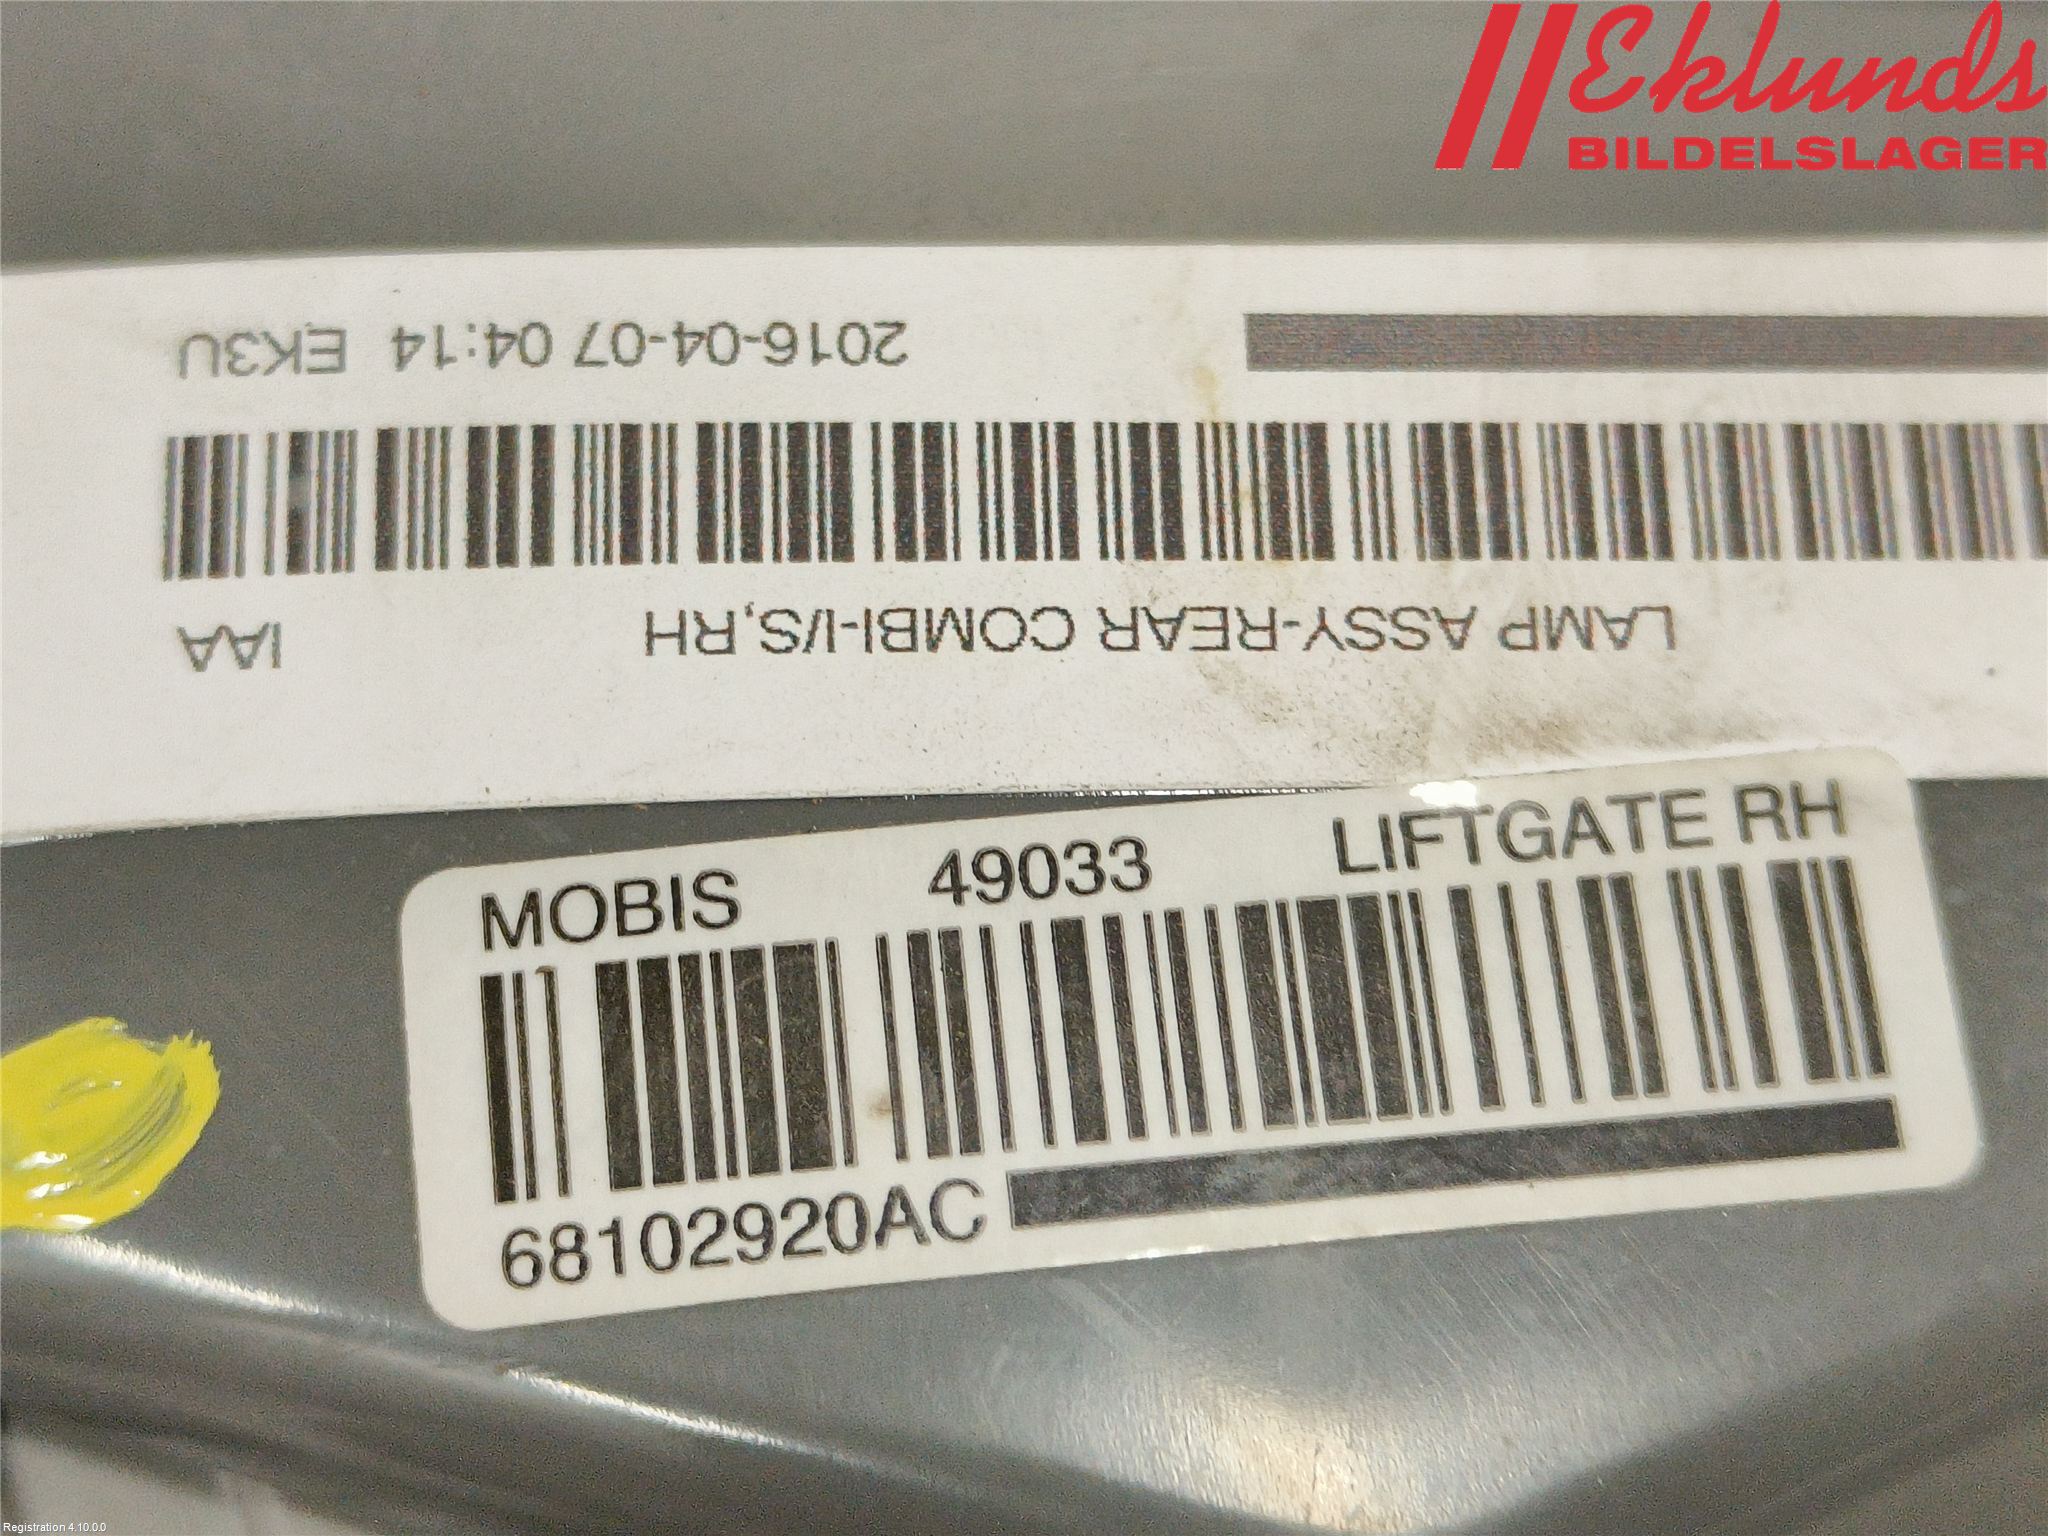 Eklunds
BILDELSLAGER
2016-04-07 04:14 EK3U
LAMP ASSY-REAR COMBI-I/S,RH IAA
MOBIS 49033 LIFTGATE RH
68102920AC
Registration 4.10.0.0